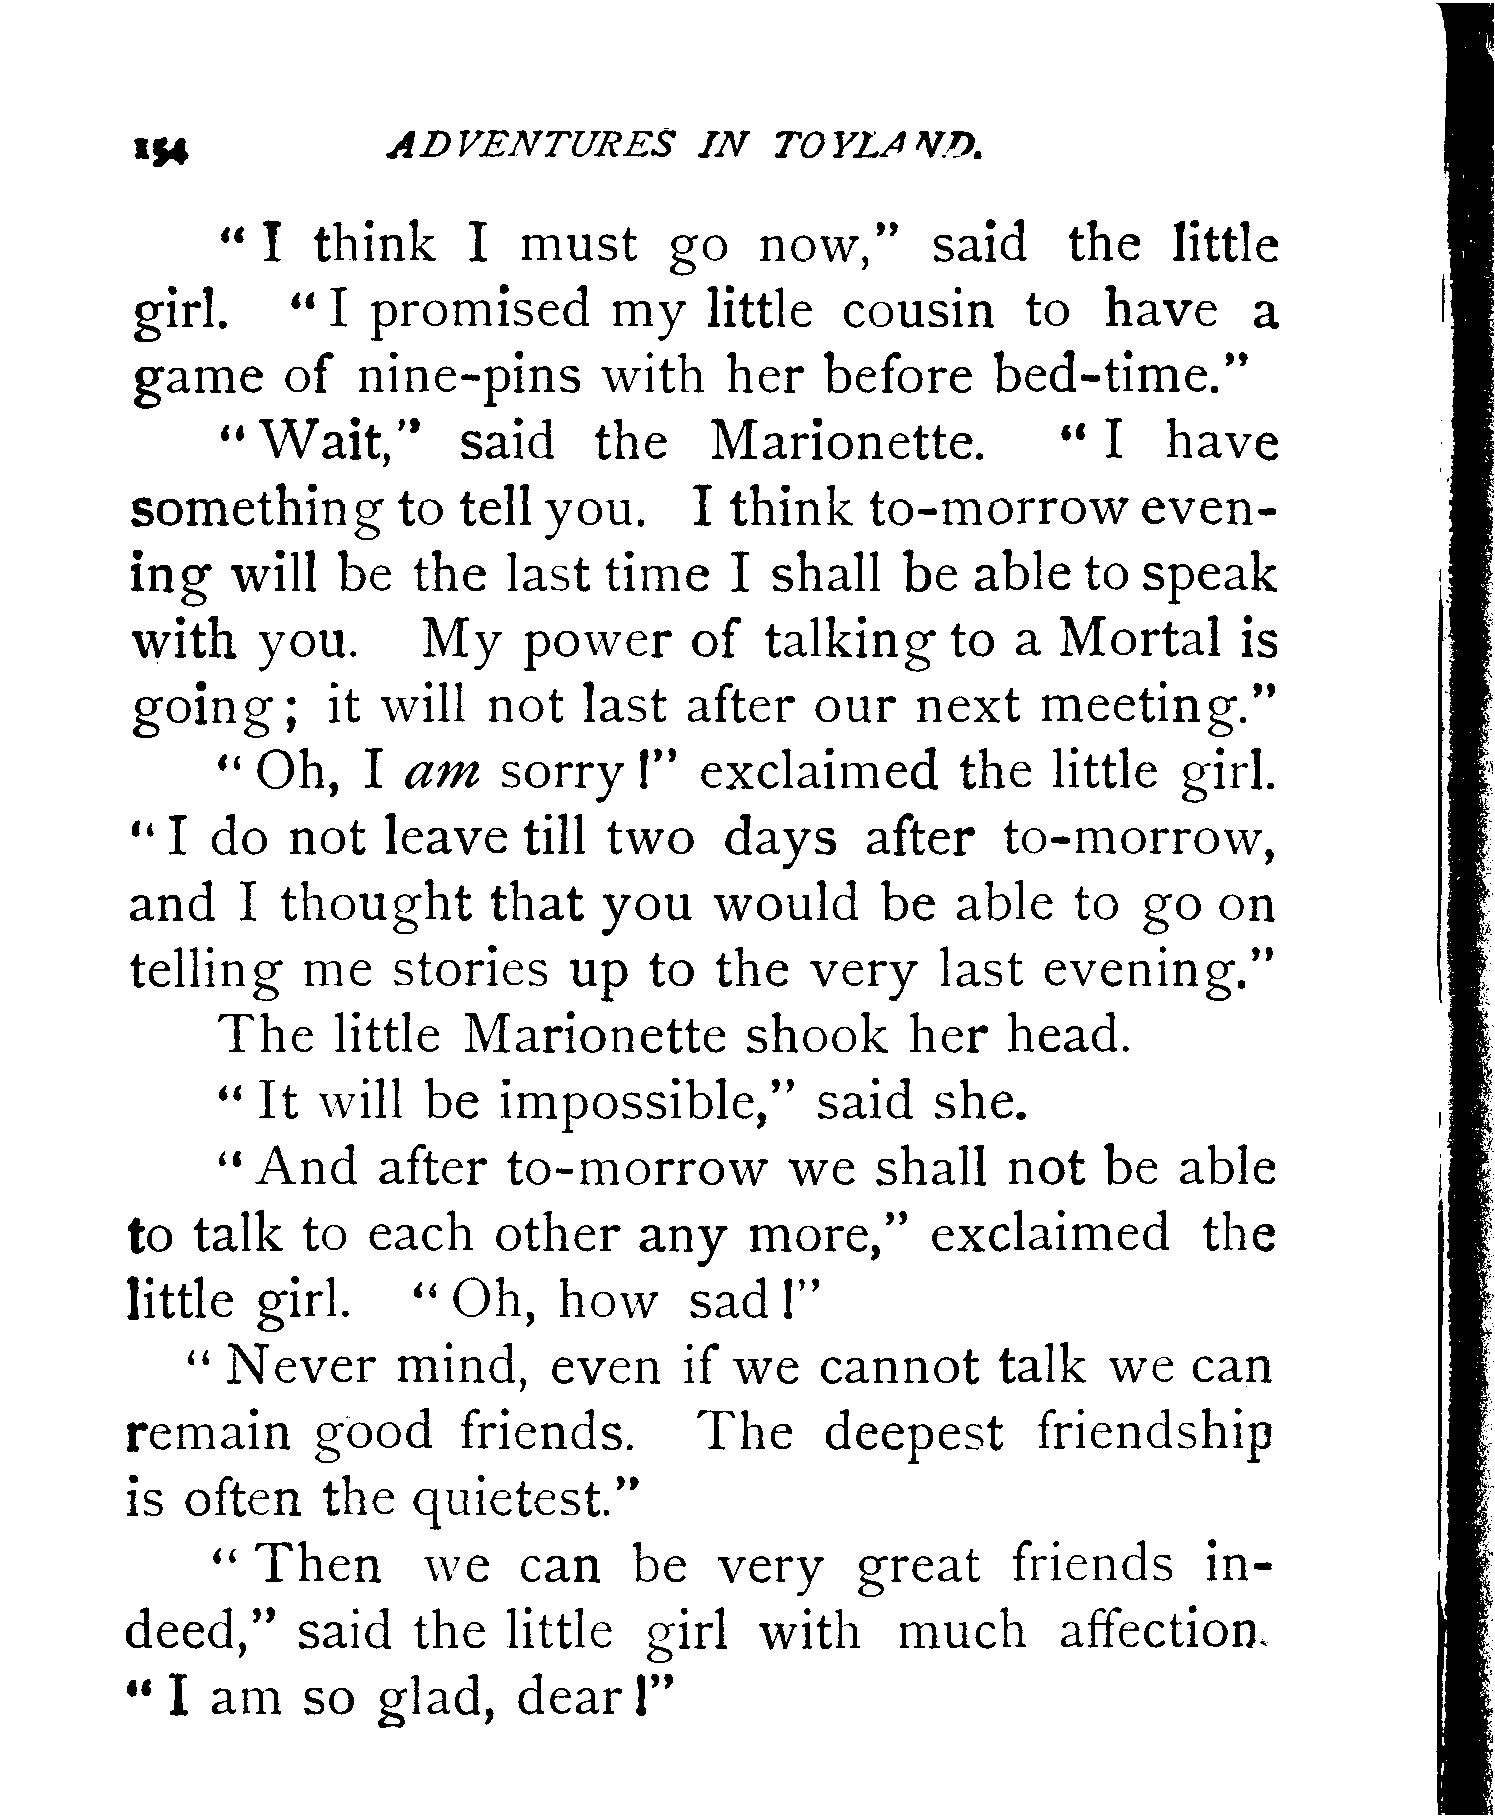 154 ADVENTURES IN TOYLAND.
"I think I must go now," said the little
girl. "I promised my little cousin to have a
game of nine-pins with her before bed-time."
"Wait," said the Marionette. "I have
something to tell you. I think to-morrow even-
ing will be the last time I shall be able to speak
with you. My power of talking to a Mortal is
going; it will not last after our next meeting."
"Oh, I am sorry!" exclaimed the little girl.
"I do not leave till two days after to-morrow,
and I thought that you would be able to go on
telling me stories up to the very last evening."
The little Marionette shook her head.
"It will be impossible," said she.
"And after to-morrow we shall not be able
to talk to each other any more," exclaimed the
little girl. "Oh, how sad!"
"Never mind, even if we cannot talk we can
remain good friends. The deepest friendship
is often the quietest."
"Then we can be very great friends in-
deed," said the little girl with much affection.
"I am so glad, dear!"